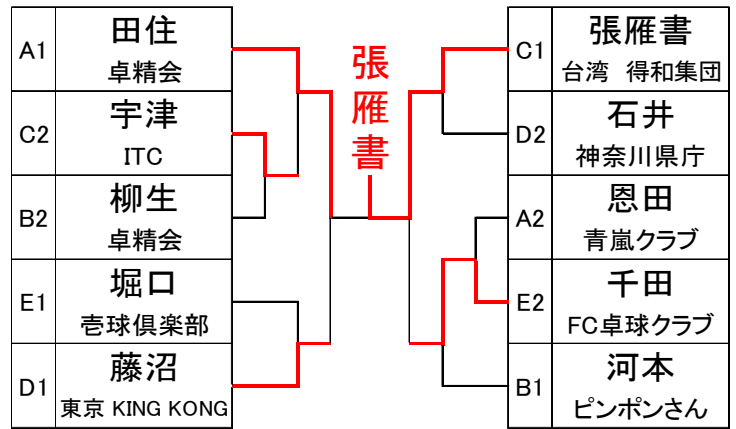 A1
田住
卓精会
C2
宇津
ITC
B2
柳生
卓精会
E1
堀口
壱球倶楽部
D1
藤沼
東京 KING KONG
張雁書
C1
張雁書
台湾　得和集団
D2
石井
神奈川県庁
A2
恩田
青嵐クラブ
E2
千田
FC卓球クラブ
B1
河本
ピンポンさん